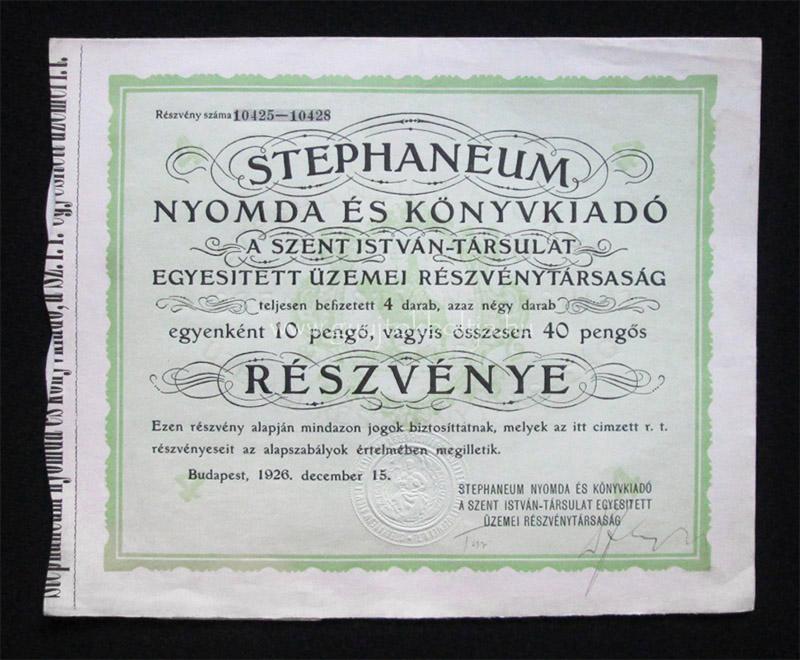 Részvény száma 10425—10428
STEPHANEUM
NYOMDA ÉS KÖNYVKIADÓ
A SZENT ISTVÁN-TÁRSULAT
EGYESITETT ÜZEMEI RÉSZVÉNYTÁRSASÁG
teljesen befizetett 4 darab, azaz négy darab
egyenként 10 pengő, vagyis összesen 40 pengős
RÉSZVÉNYE
Ezen részvény alapján mindazon jogok biztosíttatnak, melyek az itt cimzett r. t.
részvényeseit az alapszabályok értelmében megilletik.
Budapest, 1926. december 15.
STEPHANEUM NYOMDA ÉS KÖNYVKIADÓ
A SZENT ISTVÁN-TÁRSULAT EGYESITETT
ÜZEMEI RÉSZVÉNYTÁRSASÁG